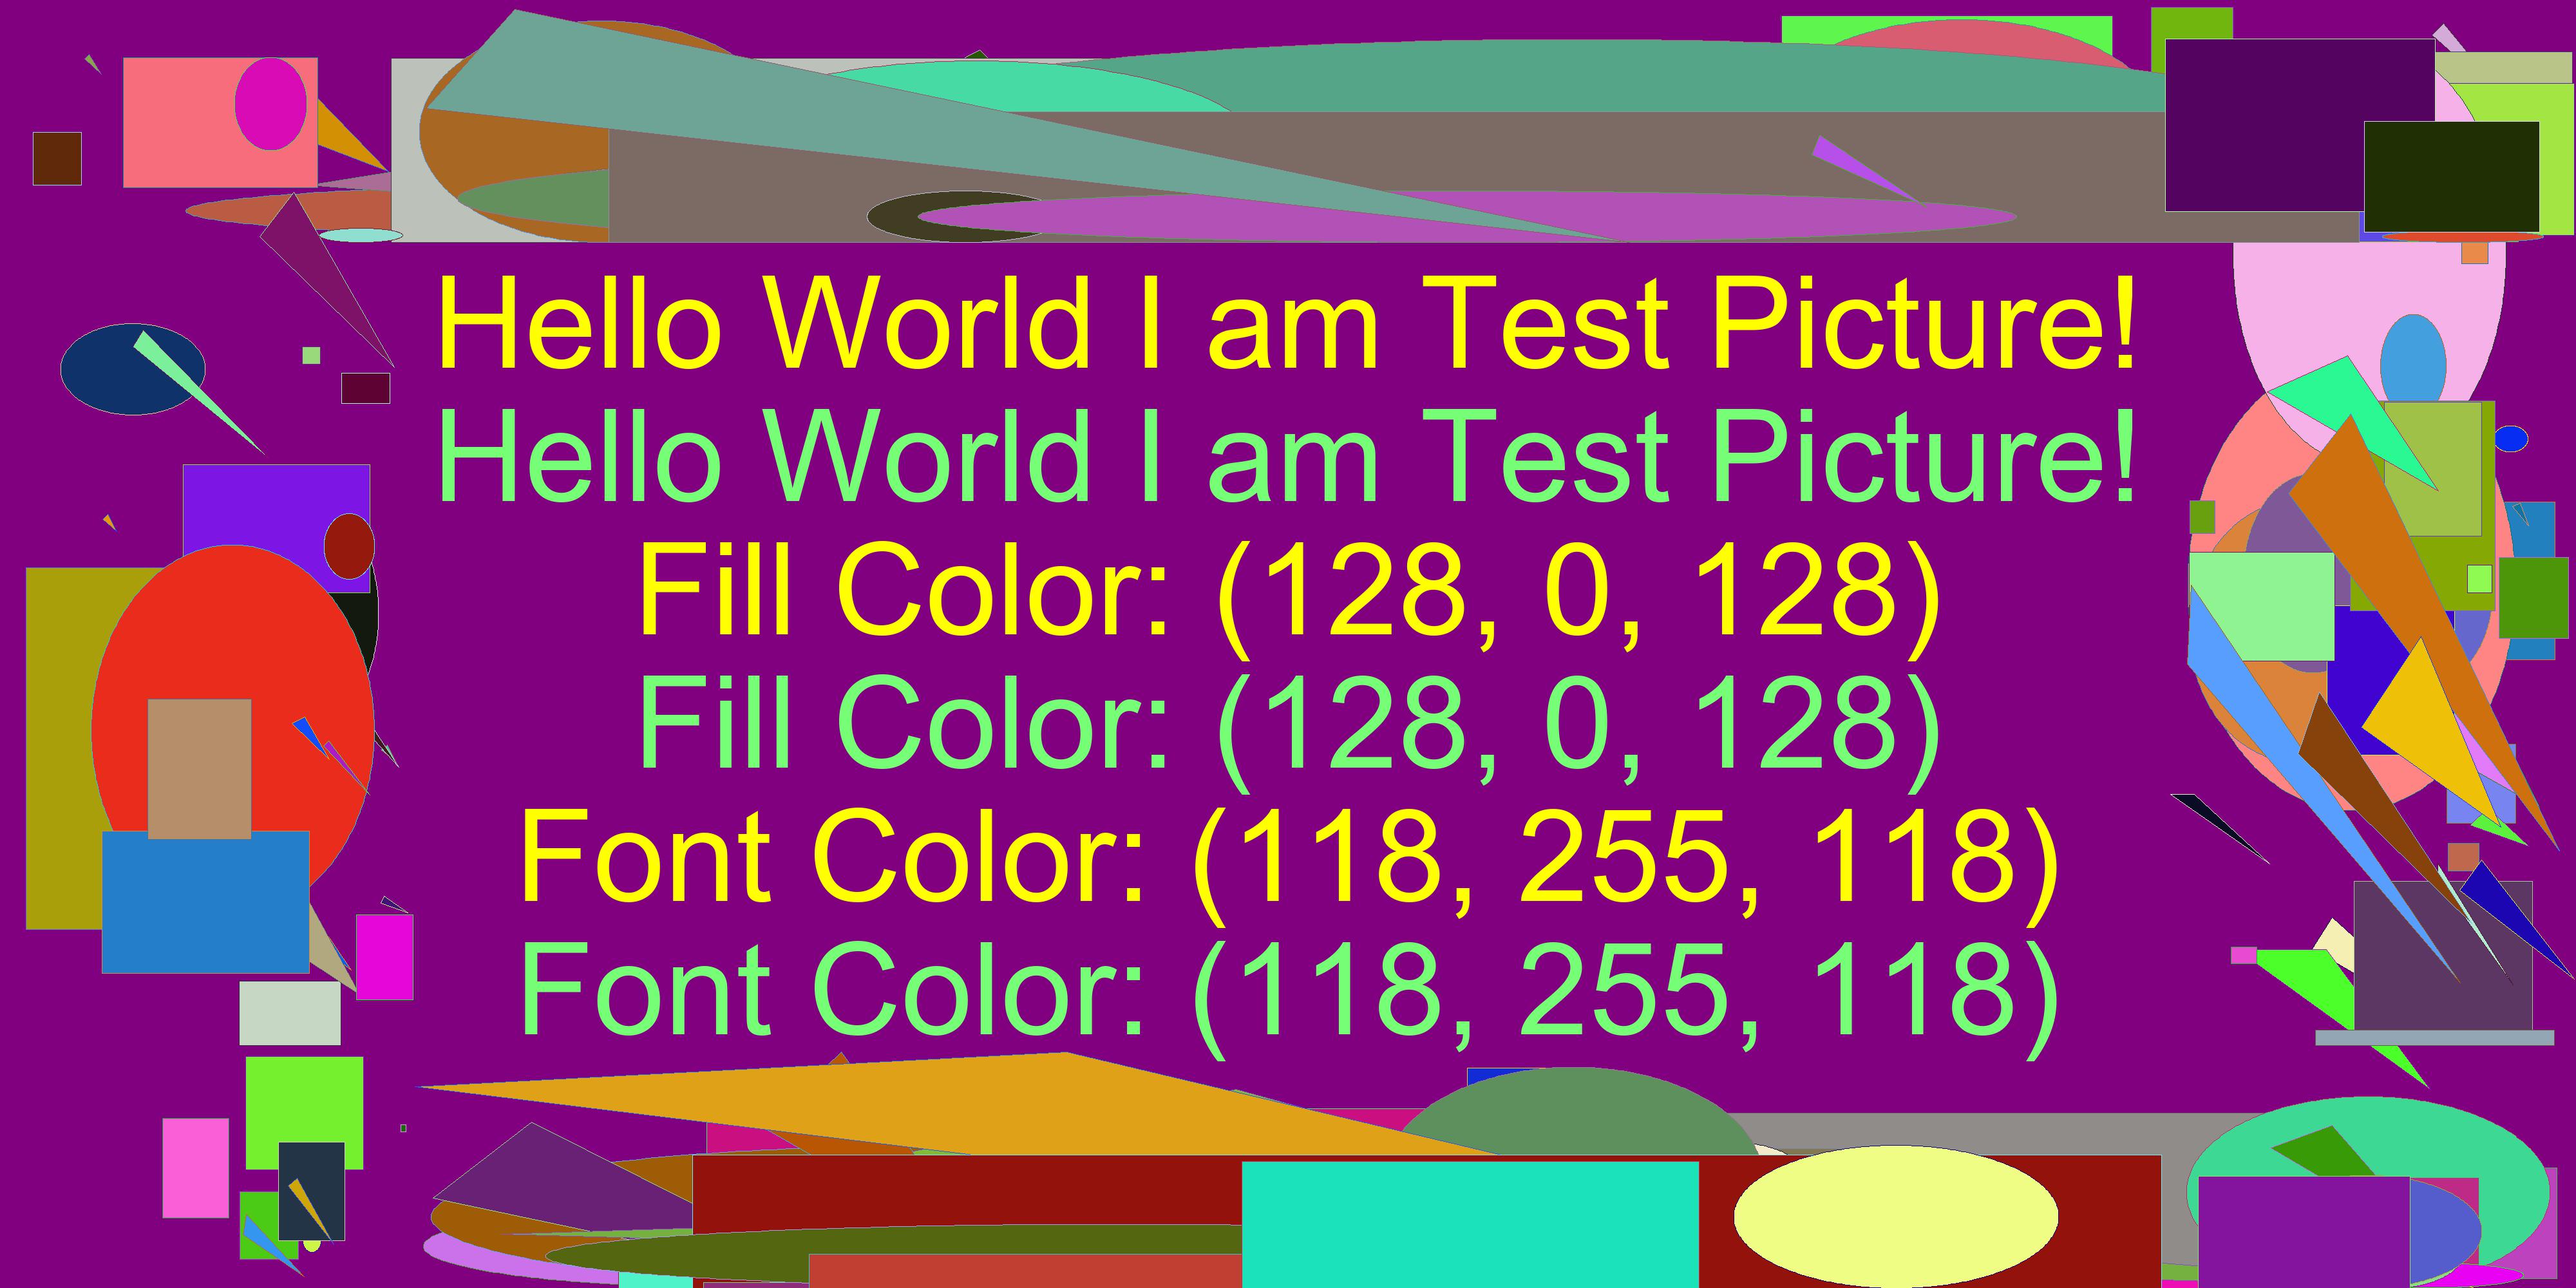 Hello World I am Test Picture!
Hello World I am Test Picture!
Fill Color: (128, 0, 128)
Fill Color: (128, 0, 128)
Font Color: (118, 255, 118)
Font Color: (118, 255, 118)